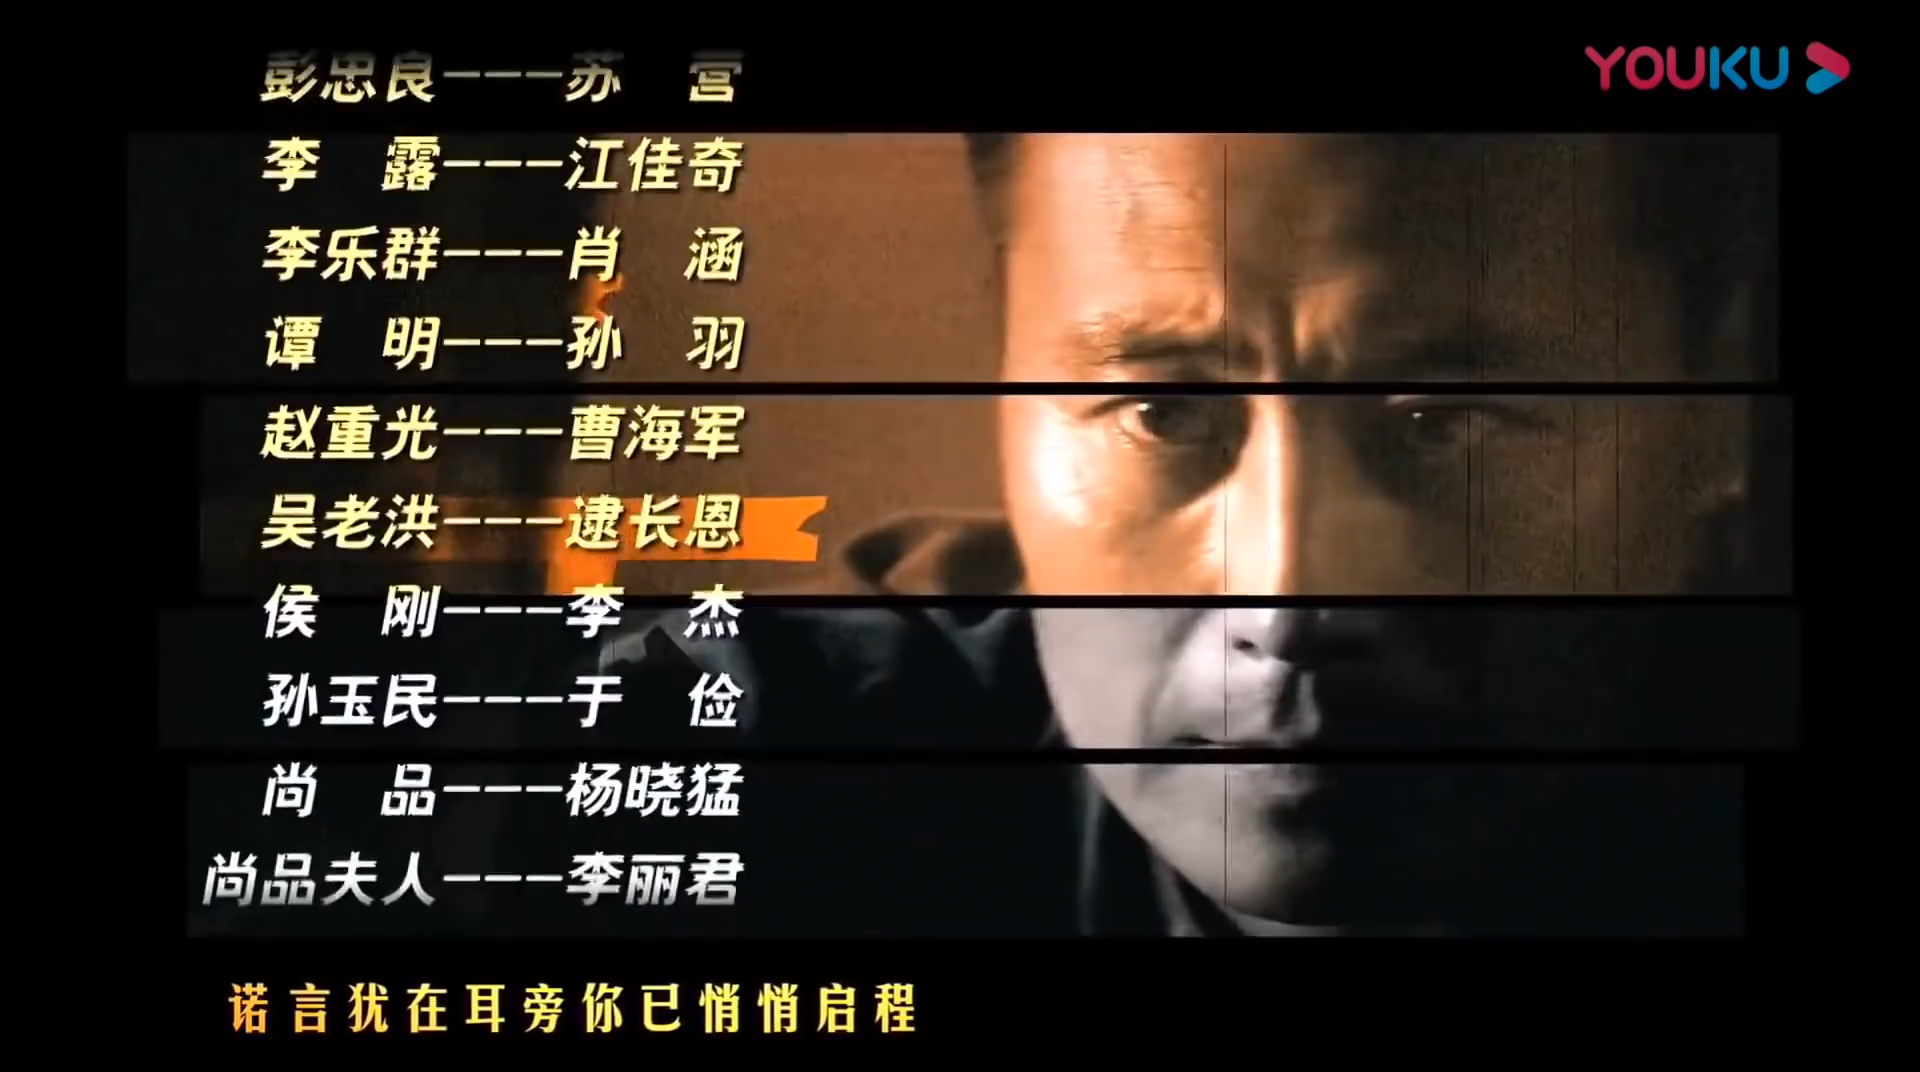 YOUKU
彭忠良---苏 营
李 露---江佳奇
李乐群---肖 涵
谭 明---孙 羽
赵重光---曹海军
吴老洪---逮长恩
侯 刚---李 杰
孙玉民---于 俭
尚 品---杨晓猛
尚品夫人---李丽君
诺言犹在耳旁你已悄悄启程